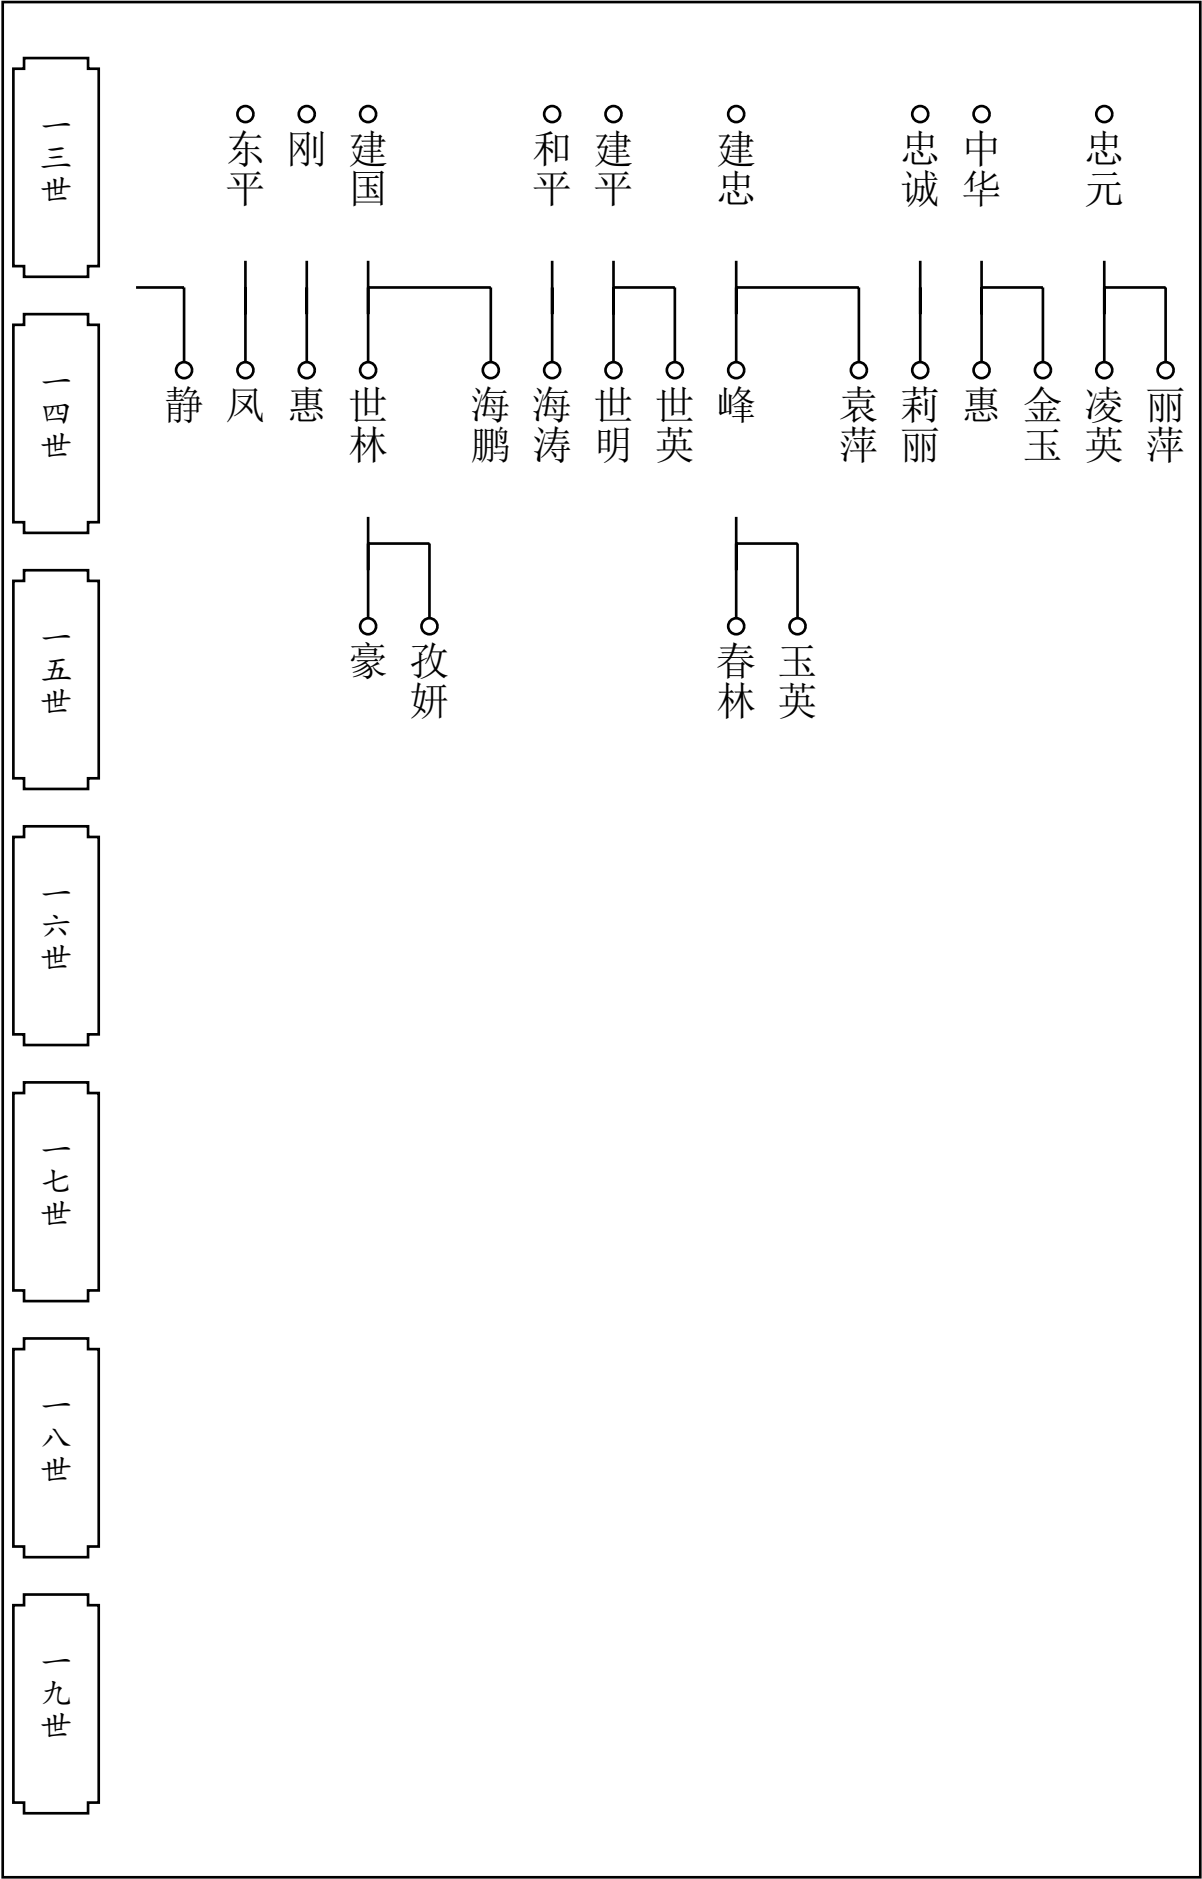 一三世
东平
刚
建国
和平
建平
建忠
忠诚
中华
忠元
一四世
静
凤
惠
世林
海鹏
海涛
世明
世英
峰
袁萍
莉丽
惠
金玉
凌英
丽萍
一五世
豪
孜妍
春林
玉英
一六世
一七世
一八世
一九世